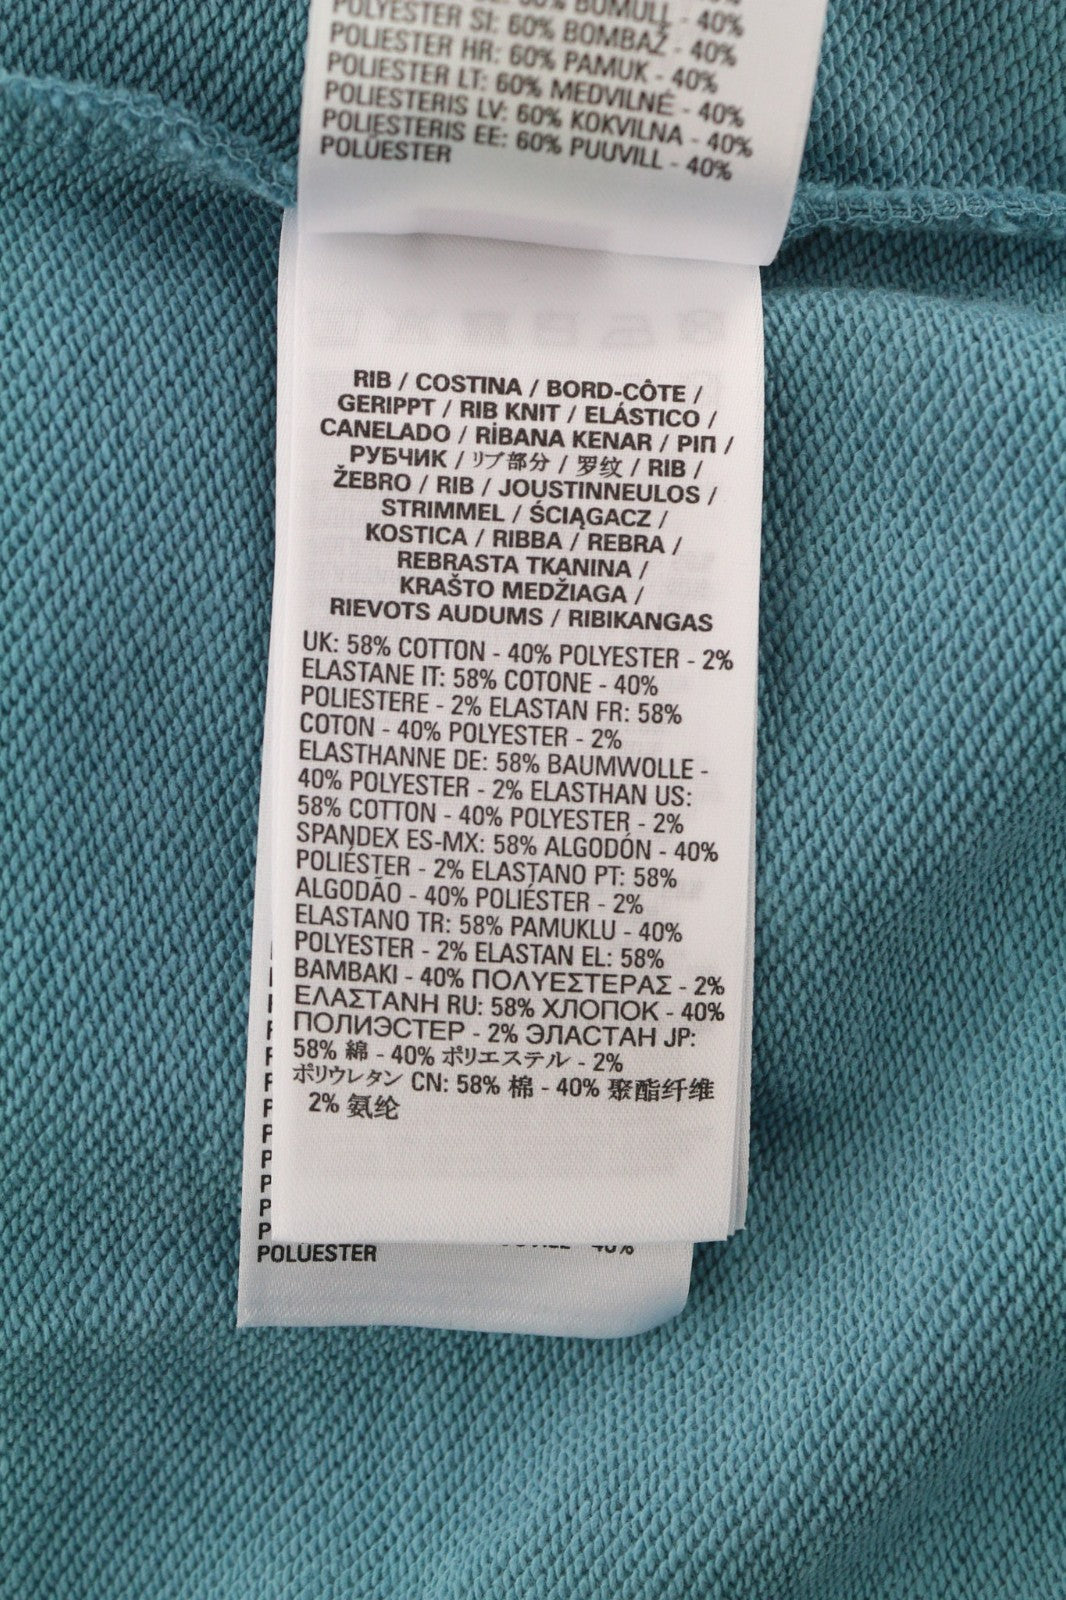 BUMULL - 40%
POLYESTER SI: 60% BOMBAŽ - 40%
POLIESTER HR: 60% PAMUK - 40%
POLIESTER LT: 60% MEDVILNĖ - 40%
POLIESTERIS LV: 60% KOKVILNA - 40%
POLIESTERIS EE: 60% PUUVILL - 40%
POLÜESTER
RIB / COSTINA / BORD-CÔTE /
GERIPPT / RIB KNIT / ELÁSTICO /
CANELADO / RİBANA KENAR / ΡΙΠ /
РУБЧИК / リブ部分 / 罗纹 / RIB /
ŽEBRO / RIB / JOUSTINNEULOS /
STRIMMEL / ŚCIĄGACZ /
KOSTICA / RIBBA / REBRA /
REBRASTA TKANINA /
KRAŠTO MEDŽIAGA /
RIEVOTS AUDUMS / RIBIKANGAS
UK: 58% COTTON - 40% POLYESTER - 2%
ELASTANE IT: 58% COTONE - 40%
POLIESTERE - 2% ELASTAN FR: 58%
COTON - 40% POLYESTER - 2%
ELASTHANNE DE: 58% BAUMWOLLE -
40% POLYESTER - 2% ELASTHAN US:
58% COTTON - 40% POLYESTER - 2%
SPANDEX ES-MX: 58% ALGODÓN - 40%
POLIÉSTER - 2% ELASTANO PT: 58%
ALGODÃO - 40% POLIÉSTER - 2%
ELASTANO TR: 58% PAMUKLU - 40%
POLYESTER - 2% ELASTAN EL: 58%
ΒΑΜΒΑΚΙ - 40% ΠΟΛΥΕΣΤΕΡΑΣ - 2%
ΕΛΑΣΤΑΝΗ RU: 58% ХЛОПОК - 40%
ПОЛИЭСТЕР - 2% ЭЛАСТАН JP:
58% 綿 - 40% ポリエステル - 2%
ポリウレタン CN: 58% 棉 - 40% 聚酯纤维
2% 氨纶
P
P
P
P
P
P
40%
POLÜESTER